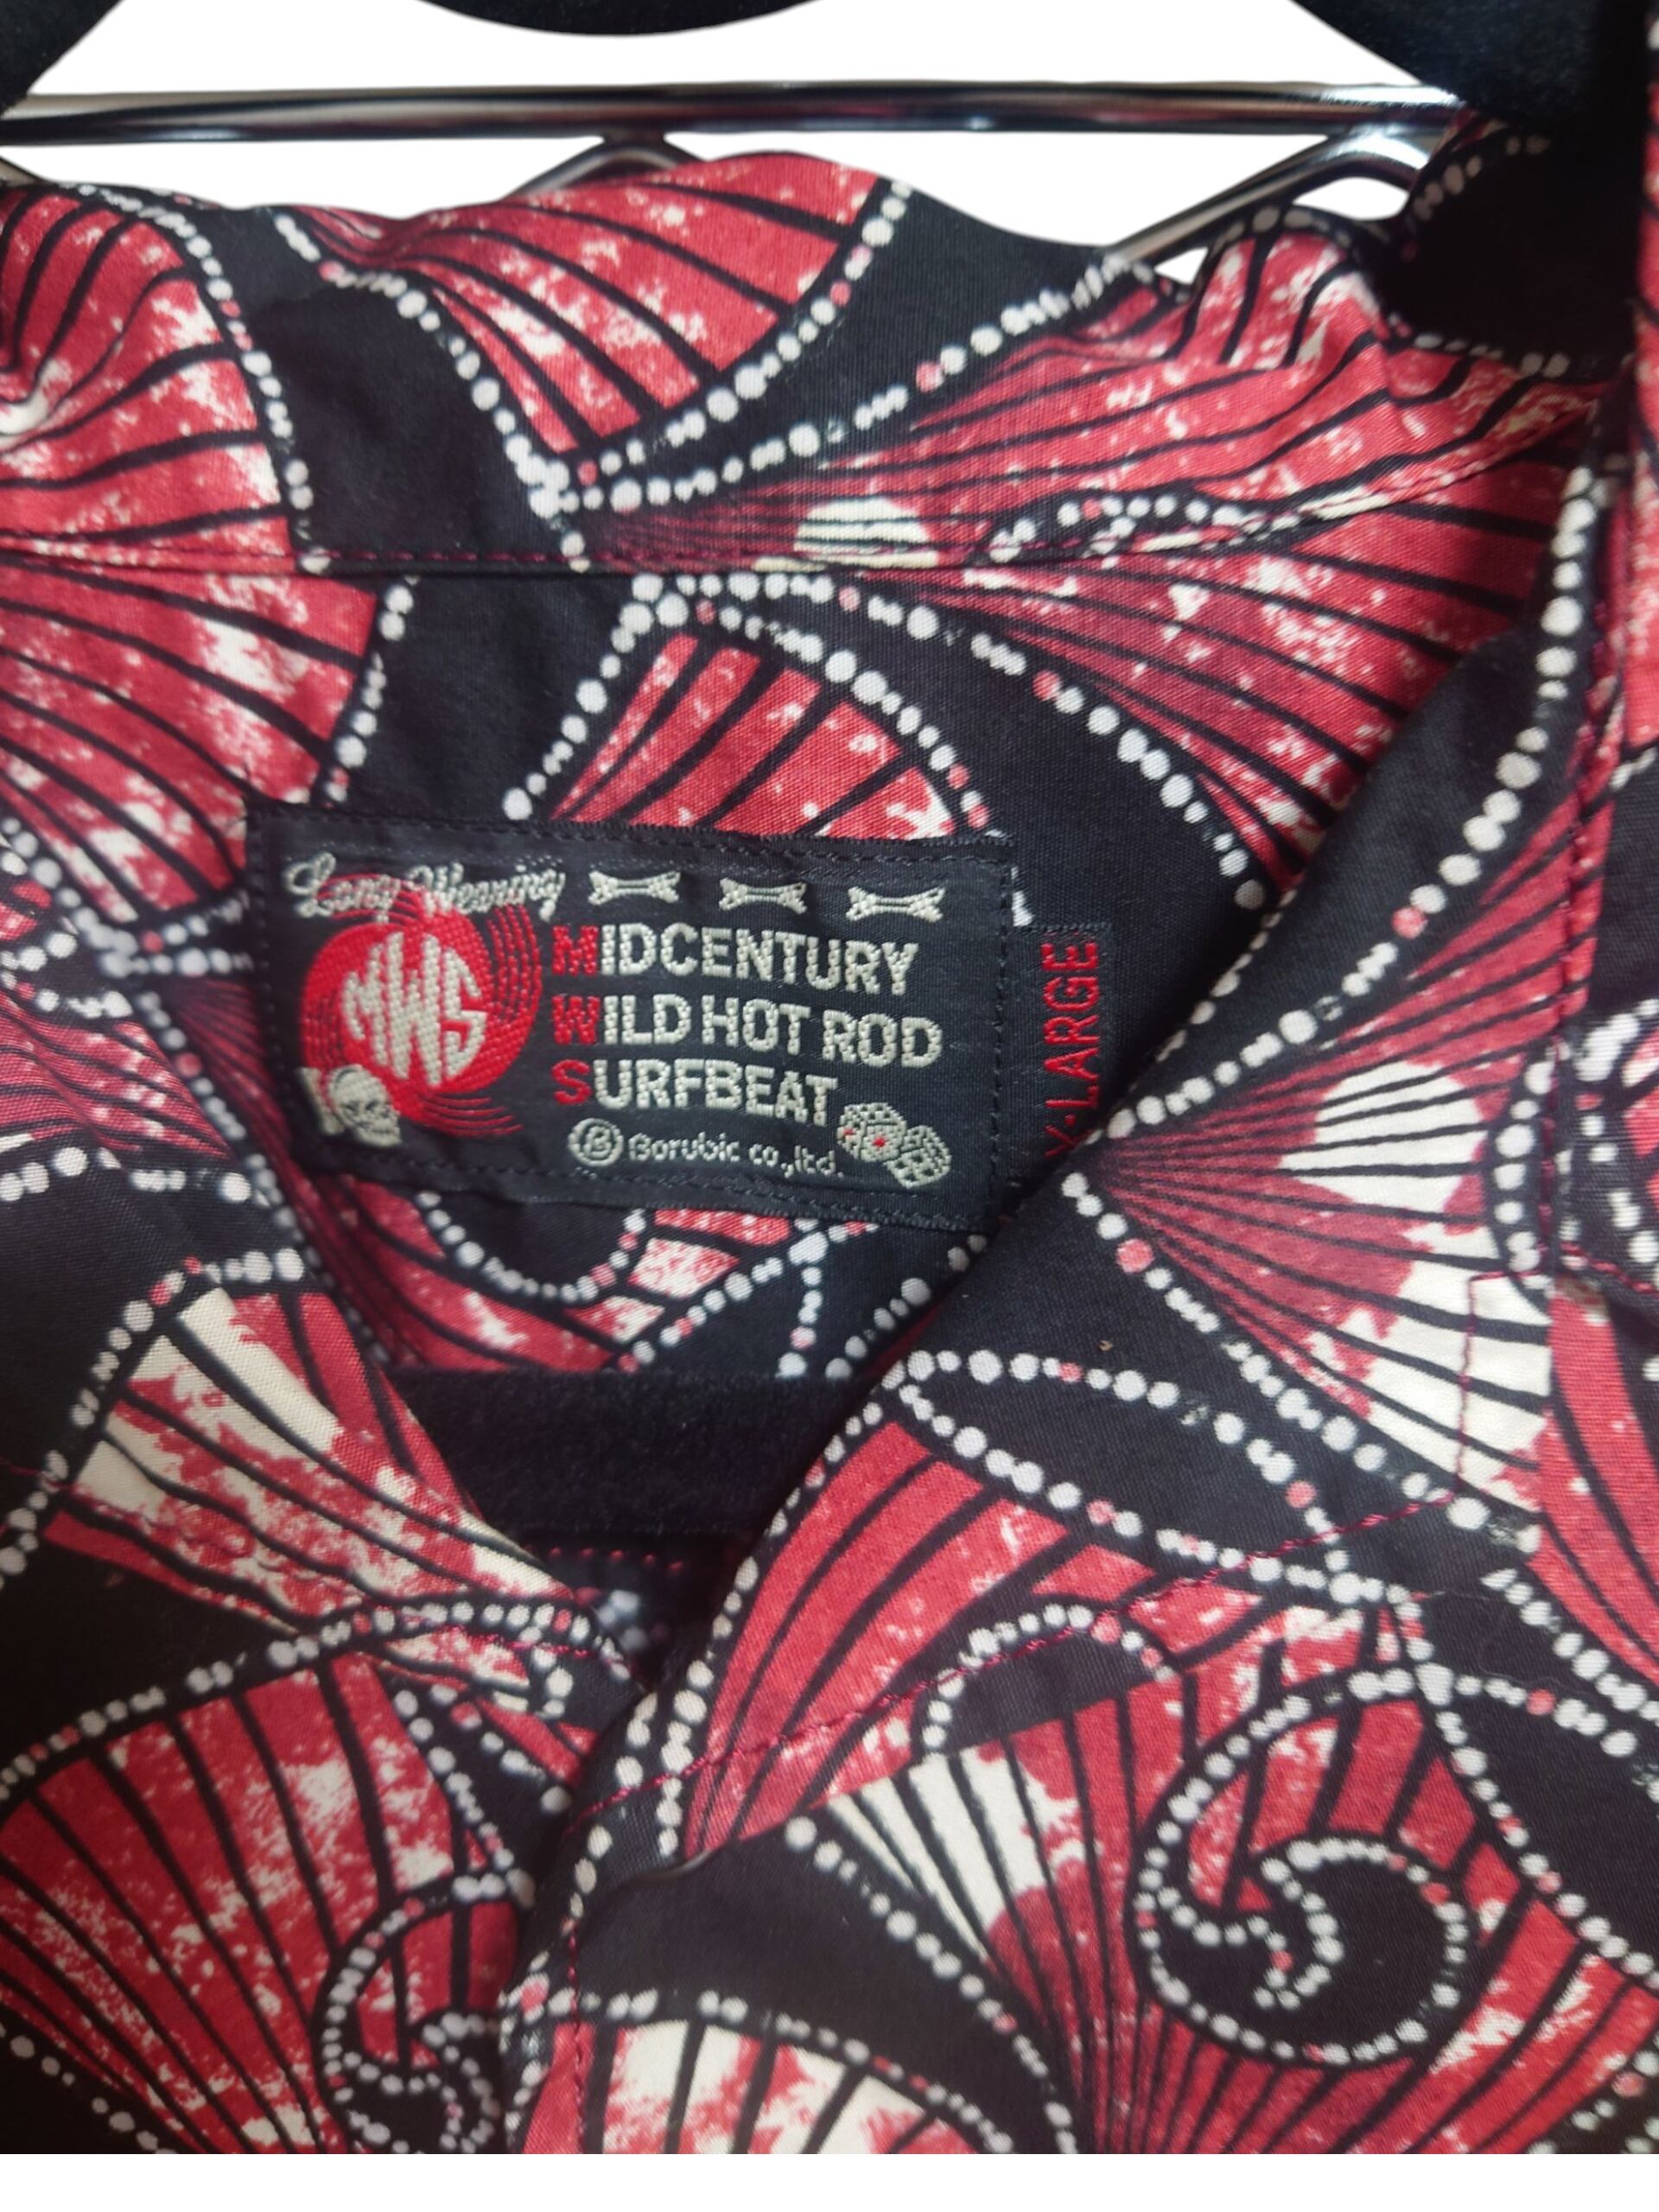 Long Wearing
MWS
MIDCENTURY
WILD HOT ROD
SURFBEAT
B Borubic co.,ltd.
X-LARGE